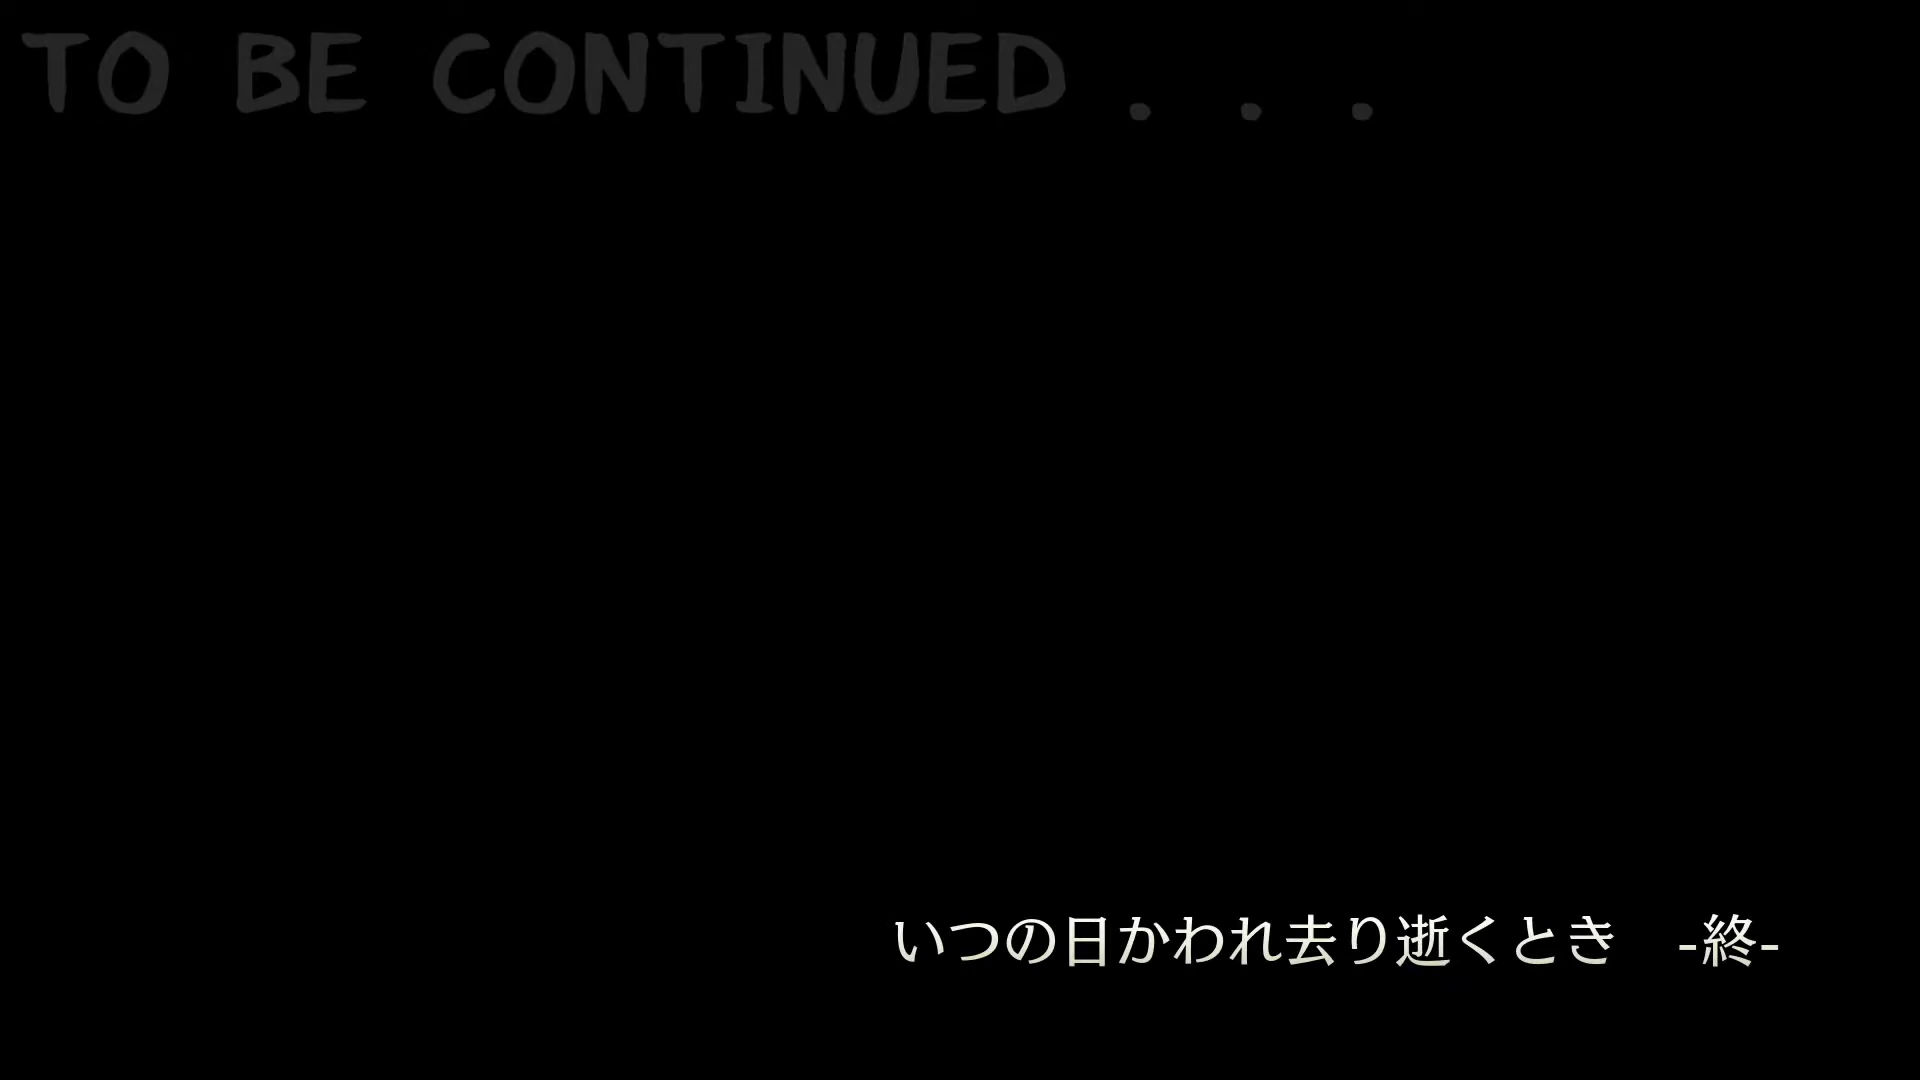 TO BE CONTINUED . . .
いつの日かわれ去り逝くとき　-終-